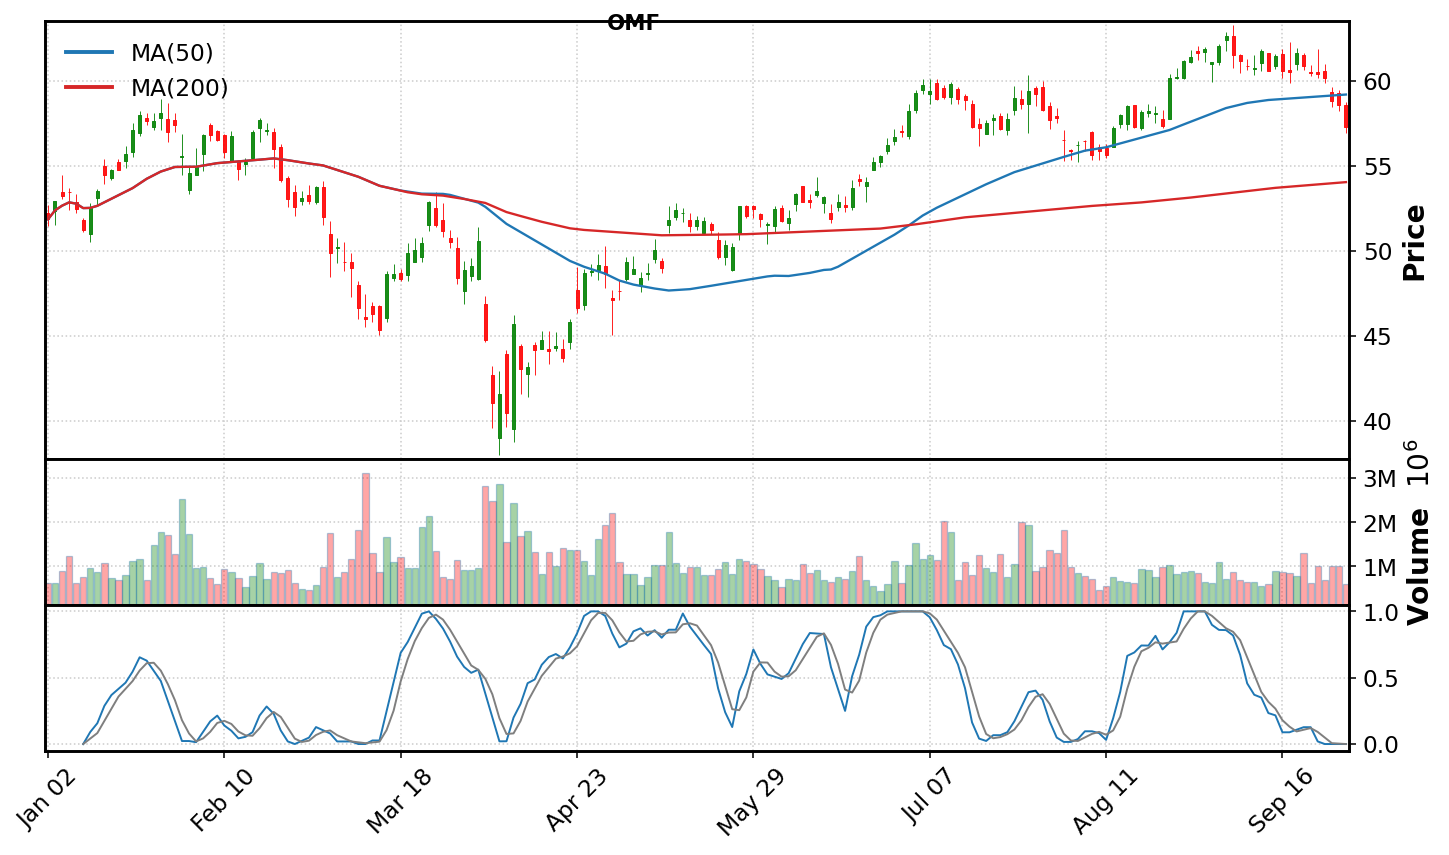 OMF
MA(50)
MA(200)
60
55
50
45
40
Price
3M
2M
1M
Volume 10^6
1.0
0.5
0.0
Jan 02
Feb 10
Mar 18
Apr 23
May 29
Jul 07
Aug 11
Sep 16